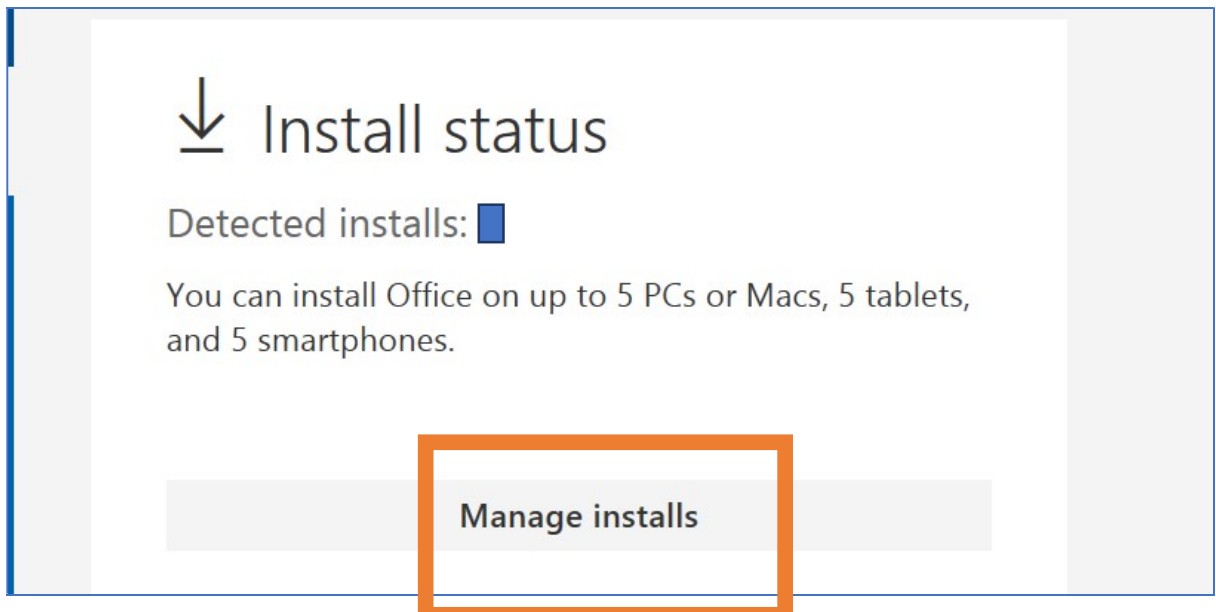 Install status
Detected installs:
You can install Office on up to 5 PCs or Macs, 5 tablets,
and 5 smartphones.
Manage installs